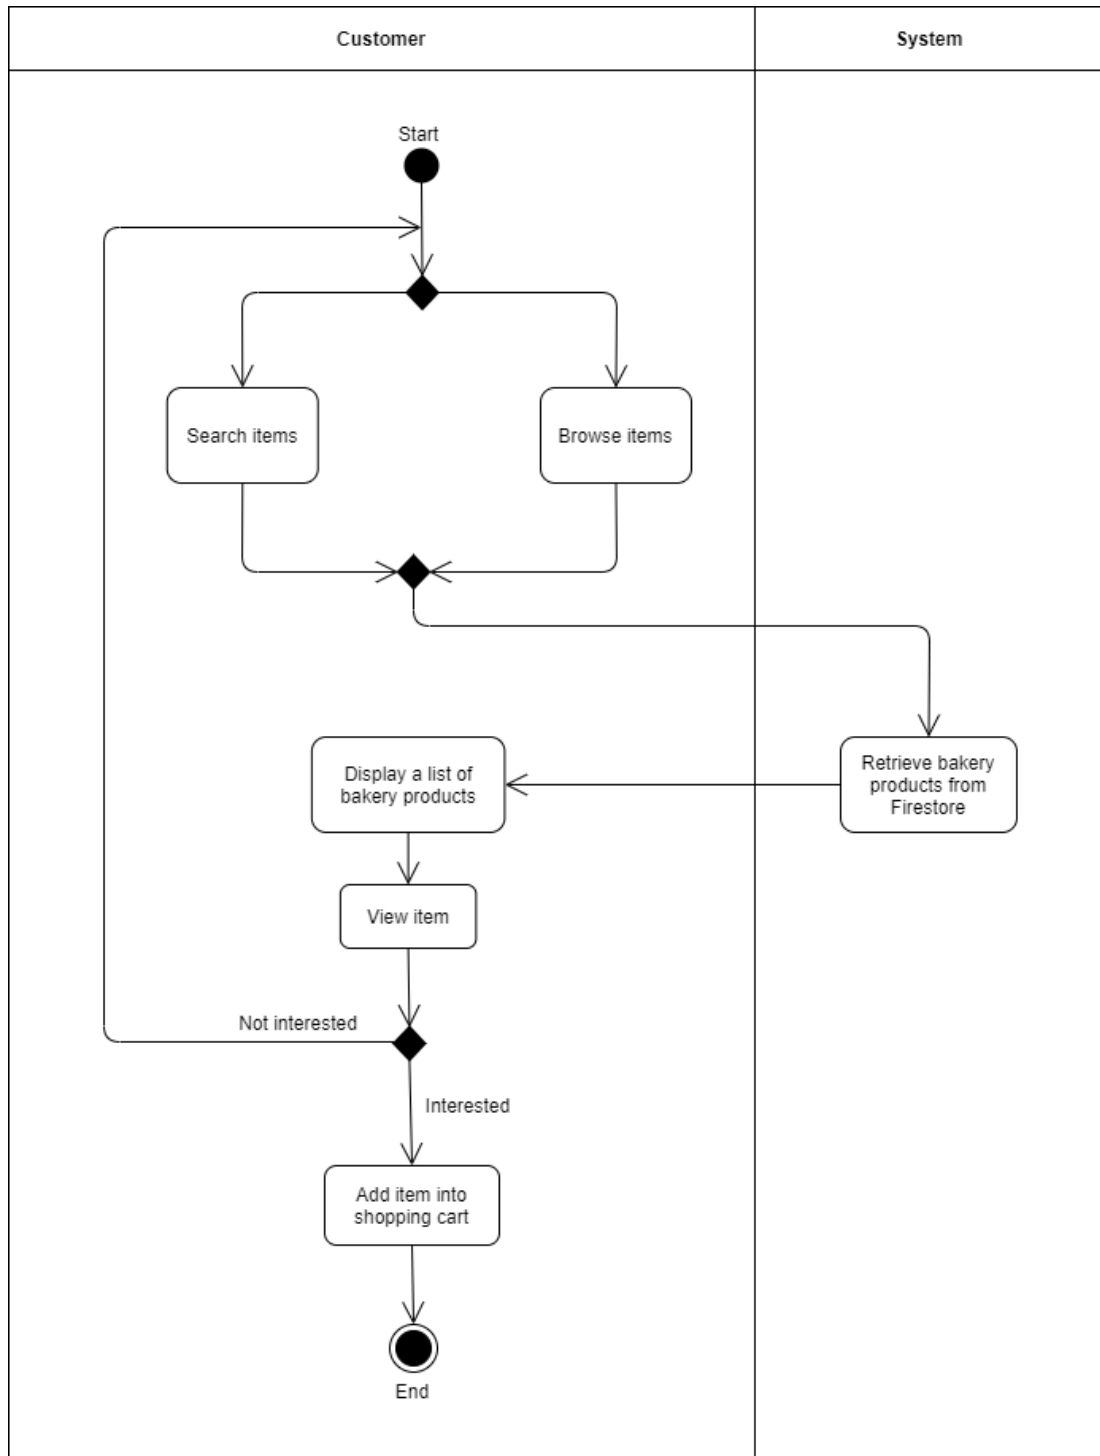 Customer
System
Start
Search items
Browse items
Retrieve bakery
products from
Firestore
Display a list of
bakery products
View item
Not interested
Interested
Add item into
shopping cart
End